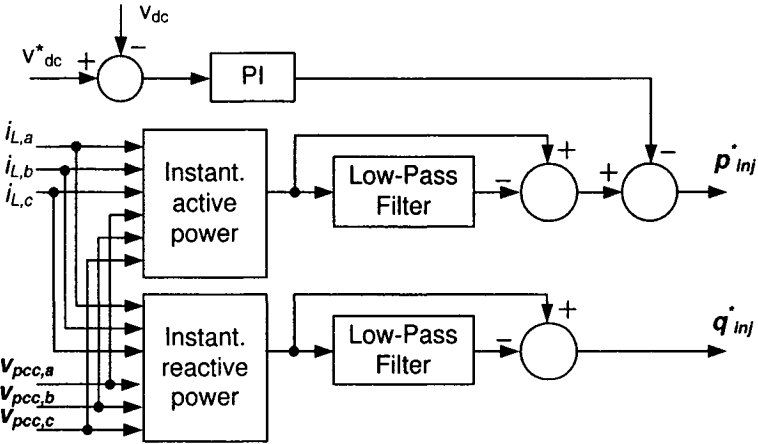 v_dc
−
v*_dc
+
PI
i_L,a
i_L,b
i_L,c
Instant.
active
power
Low-Pass
Filter
−
+
+
−
p*_inj
Instant.
reactive
power
Low-Pass
Filter
−
+
q*_inj
v_pcc,a
v_pcc,b
v_pcc,c